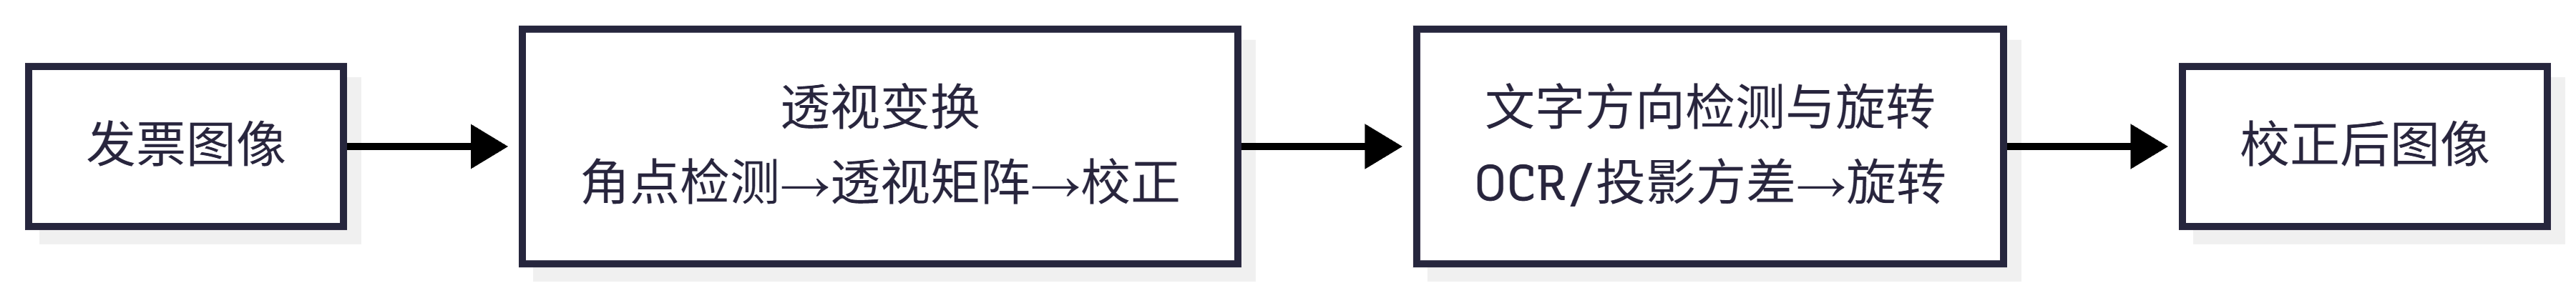 发票图像
透视变换
角点检测→透视矩阵→校正
文字方向检测与旋转
OCR/投影方差→旋转
校正后图像